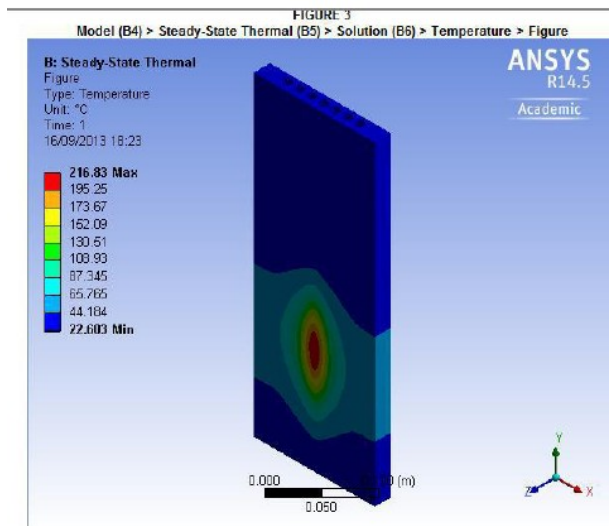 FIGURE 3
Model (B4) > Steady-State Thermal (B5) > Solution (B6) > Temperature > Figure
B: Steady-State Thermal
Figure
Type: Temperature
Unit: °C
Time: 1
16/09/2013 18:23
ANSYS
R14.5
Academic
216.83 Max
195.25
173.67
152.09
130.51
108.93
87.345
65.765
44.184
22.603 Min
0.000
(m)
0.050
Y
Z
X